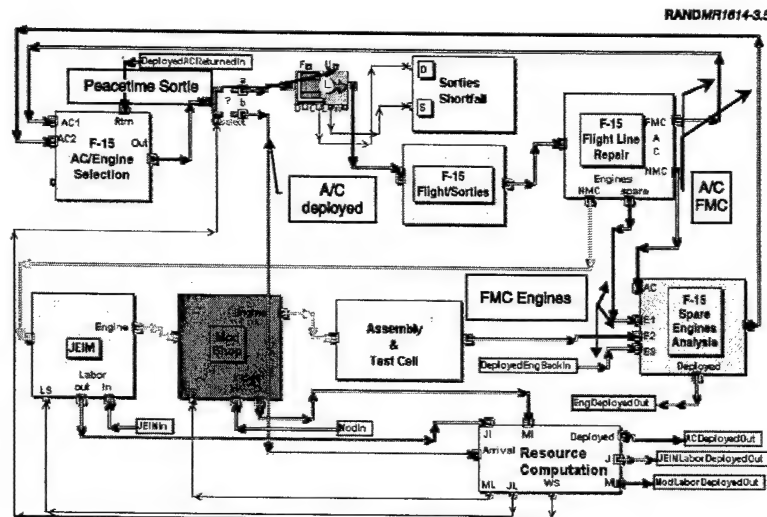 RANDMR1614-3.5
DeployedACReturnedIn
Peacetime Sortie
Rtrn
AC1
AC2
Out
F-15
AC/Engine
Selection
?
select
a
b
D
S
Sorties
Shortfall
A/C
deployed
F-15
Flight/Sorties
F-15
Flight Line
Repair
FMC
A
C
NMC
Engines
NMC
spare
A/C
FMC
FMC Engines
JEIM
Engine
Labor
out
In
LS
Mod
Shop
Engine
Assembly
&
Test Cell
AC
E1
E2
E3
F-15
Spare
Engines
Analysis
Deployed
DeployedEngBackIn
EngDeployedOut
JEIMIn
ModIn
JI
MI
Deployed
Arrival
Resource
Computation
J
M
ML
JL
WS
ACDeployedOut
JEIMLaborDeployedOut
ModLaborDeployedOut